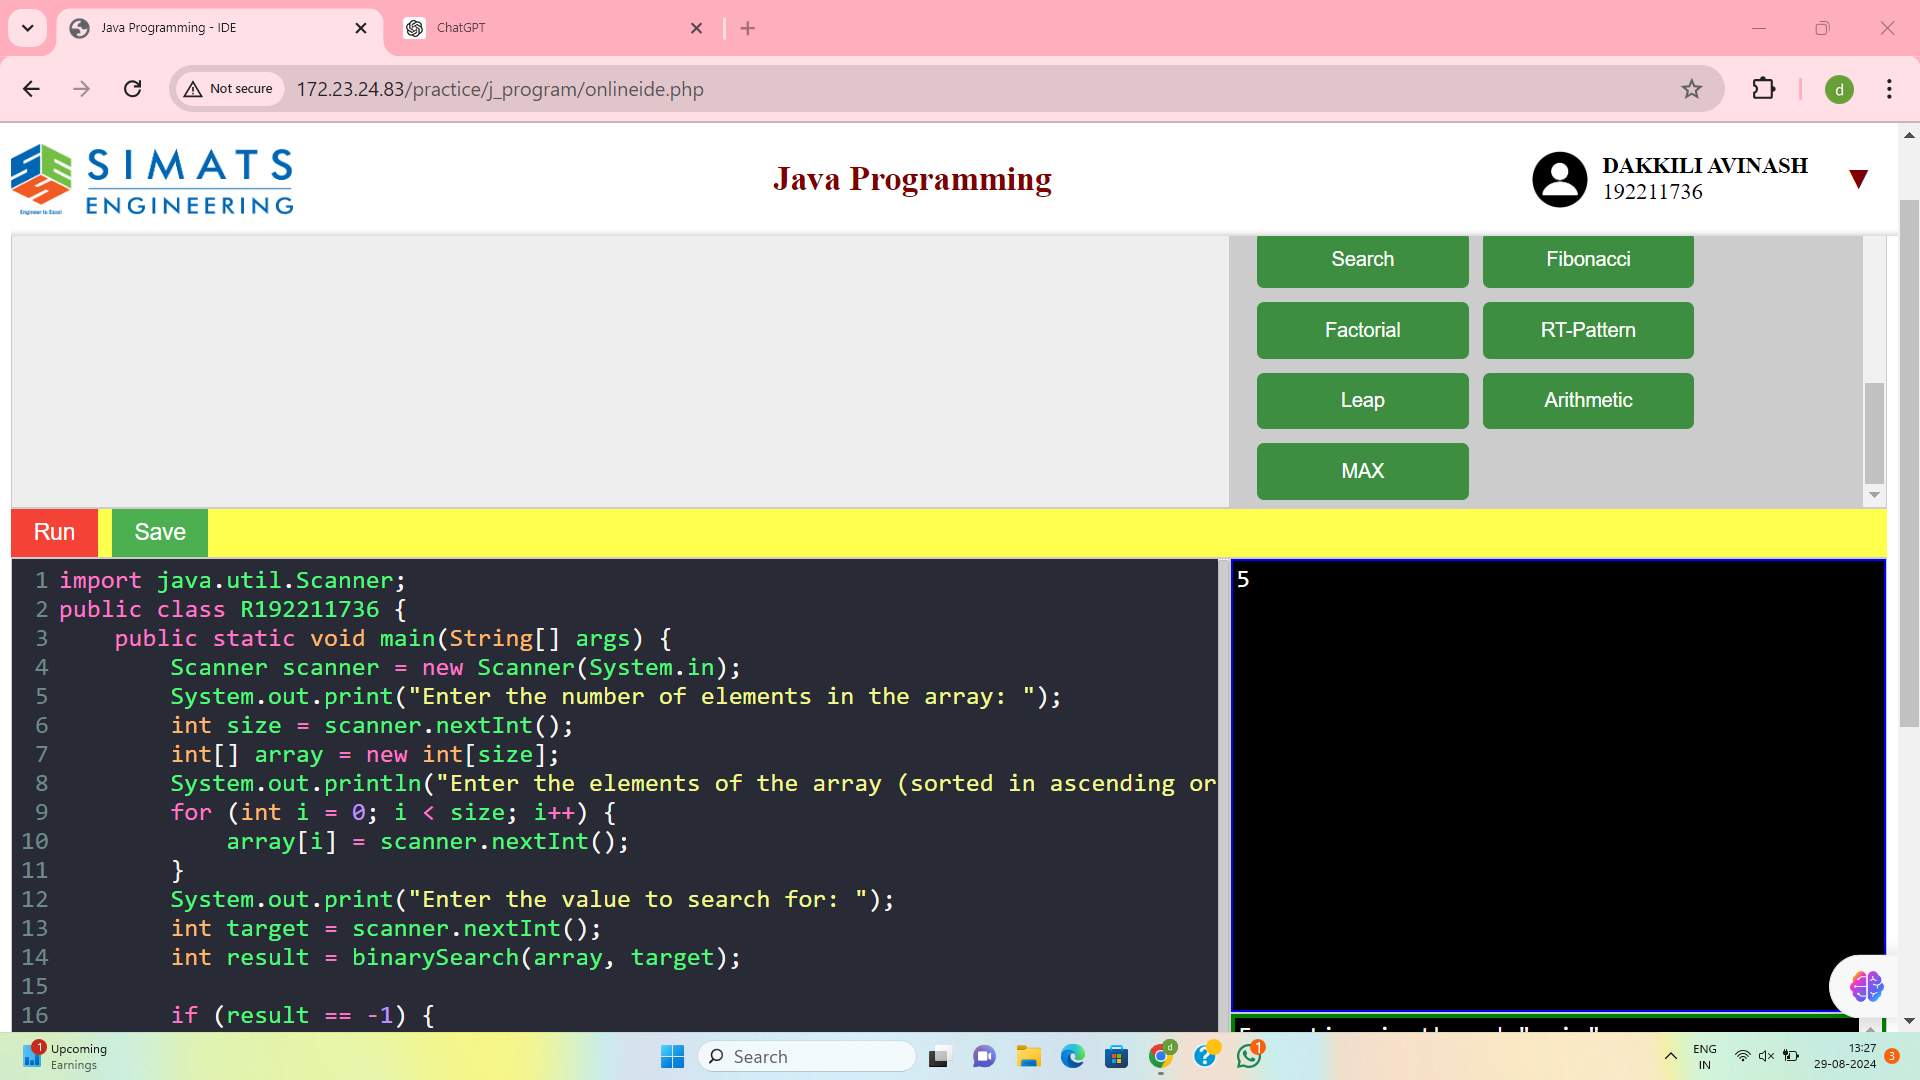 Java Programming - IDE
ChatGPT
Not secure
172.23.24.83/practice/j_program/onlineide.php
d
SIMATS
ENGINEERING
Engineer to Excel
Java Programming
DAKKILI AVINASH
192211736
Search
Fibonacci
Factorial
RT-Pattern
Leap
Arithmetic
MAX
Run
Save
1 import java.util.Scanner;
2 public class R192211736 {
3     public static void main(String[] args) {
4         Scanner scanner = new Scanner(System.in);
5         System.out.print("Enter the number of elements in the array: ");
6         int size = scanner.nextInt();
7         int[] array = new int[size];
8         System.out.println("Enter the elements of the array (sorted in ascending or
9         for (int i = 0; i < size; i++) {
10             array[i] = scanner.nextInt();
11         }
12         System.out.print("Enter the value to search for: ");
13         int target = scanner.nextInt();
14         int result = binarySearch(array, target);
15
16         if (result == -1) {
5
1
Upcoming
Earnings
Search
d
1
ENG
IN
13:27
29-08-2024
3